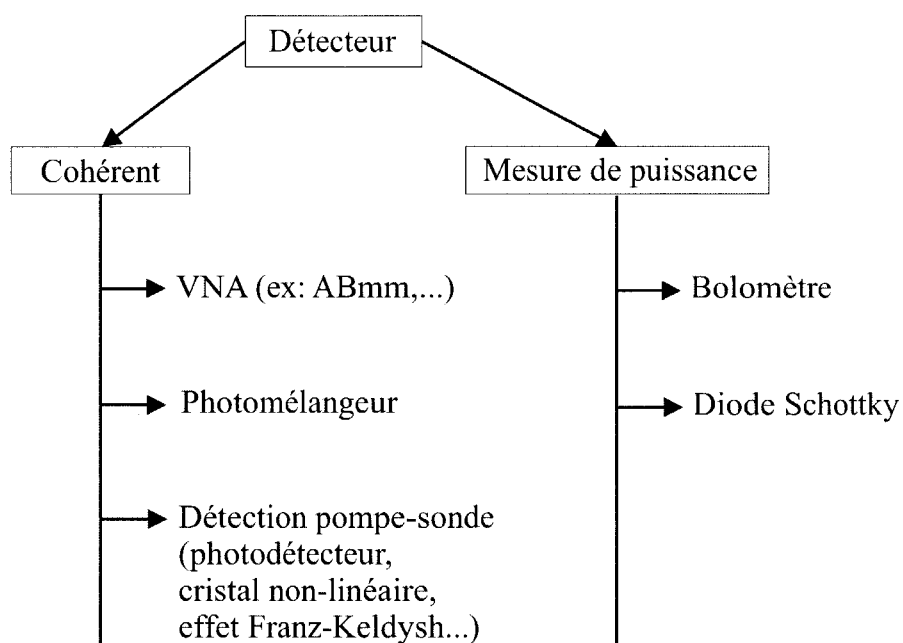 Détecteur
Cohérent
Mesure de puissance
VNA (ex: ABmm,...)
Bolomètre
Photomélangeur
Diode Schottky
Détection pompe-sonde
(photodétecteur,
cristal non-linéaire,
effet Franz-Keldysh...)